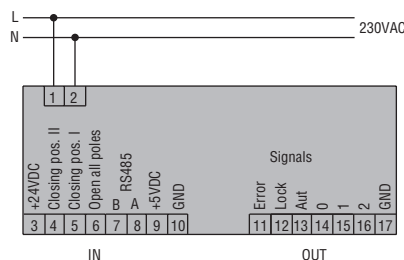 L
N
230VAC
1 2
+24VDC
Closing pos. II
Closing pos. I
Open all poles
B
RS485
A
+5VDC
GND
Signals
Error
Lock
Aut
0
1
2
GND
3 4 5 6 7 8 9 10
11 12 13 14 15 16 17
IN
OUT